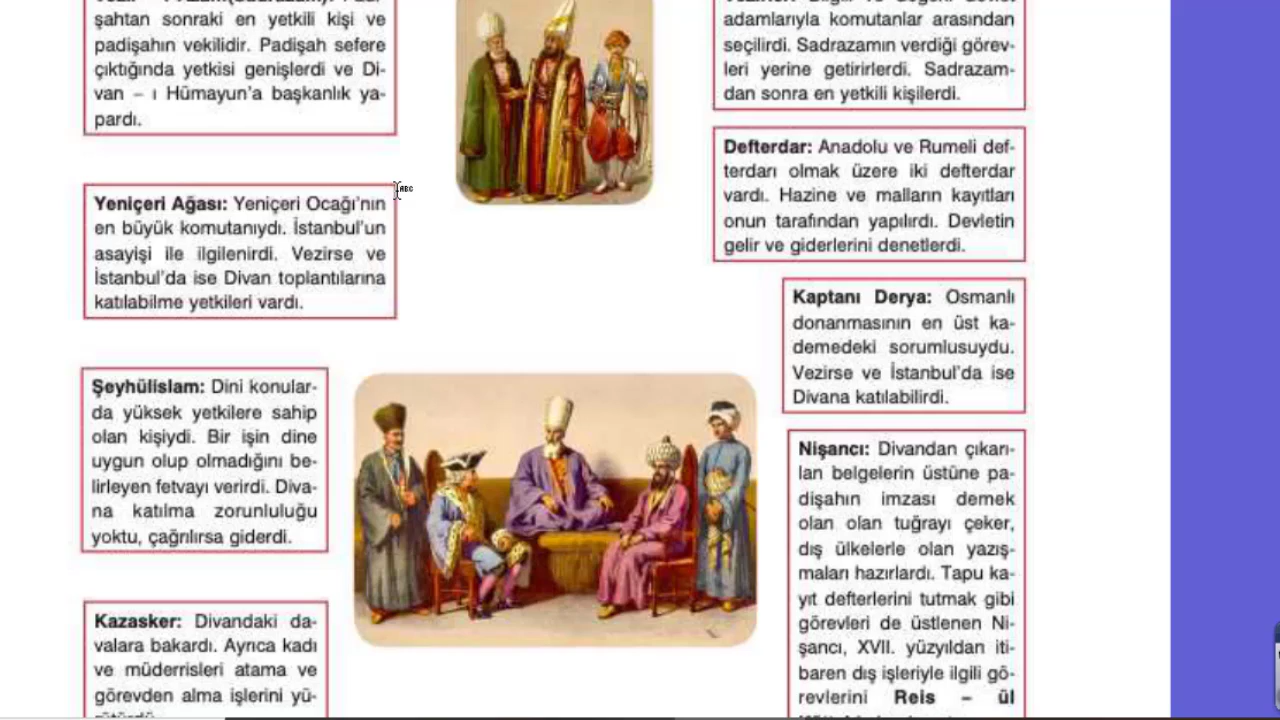 şahtan sonraki en yetkili kişi ve
padişahın vekilidir. Padişah sefere
çıktığında yetkisi genişlerdi ve Di-
van – ı Hümayun’a başkanlık ya-
pardı.
Yeniçeri Ağası: Yeniçeri Ocağı’nın
en büyük komutanıydı. İstanbul’un
asayişi ile ilgilenirdi. Vezirse ve
İstanbul’da ise Divan toplantılarına
katılabilme yetkileri vardı.
Şeyhülislam: Dini konular-
da yüksek yetkilere sahip
olan kişiydi. Bir işin dine
uygun olup olmadığını be-
lirleyen fetvayı verirdi. Diva-
na katılma zorunluluğu
yoktu, çağrılırsa giderdi.
Kazasker: Divandaki da-
valara bakardı. Ayrıca kadı
ve müderrisleri atama ve
görevden alma işlerini yü-
adamlarıyla komutanlar arasından
seçilirdi. Sadrazamın verdiği görev-
leri yerine getirirlerdi. Sadrazam-
dan sonra en yetkili kişilerdi.
Defterdar: Anadolu ve Rumeli def-
terdarı olmak üzere iki defterdar
vardı. Hazine ve malların kayıtları
onun tarafından yapılırdı. Devletin
gelir ve giderlerini denetlerdi.
Kaptanı Derya: Osmanlı
donanmasının en üst ka-
demedeki sorumlusuydu.
Vezirse ve İstanbul’da ise
Divana katılabilirdi.
Nişancı: Divandan çıkarı-
lan belgelerin üstüne pa-
dişahın imzası demek
olan olan tuğrayı çeker,
dış ülkelerle olan yazış-
maları hazırlardı. Tapu ka-
yıt defterlerini tutmak gibi
görevleri de üstlenen Ni-
şancı, XVII. yüzyıldan iti-
baren dış işleriyle ilgili gö-
revlerini Reis – ül
ABC